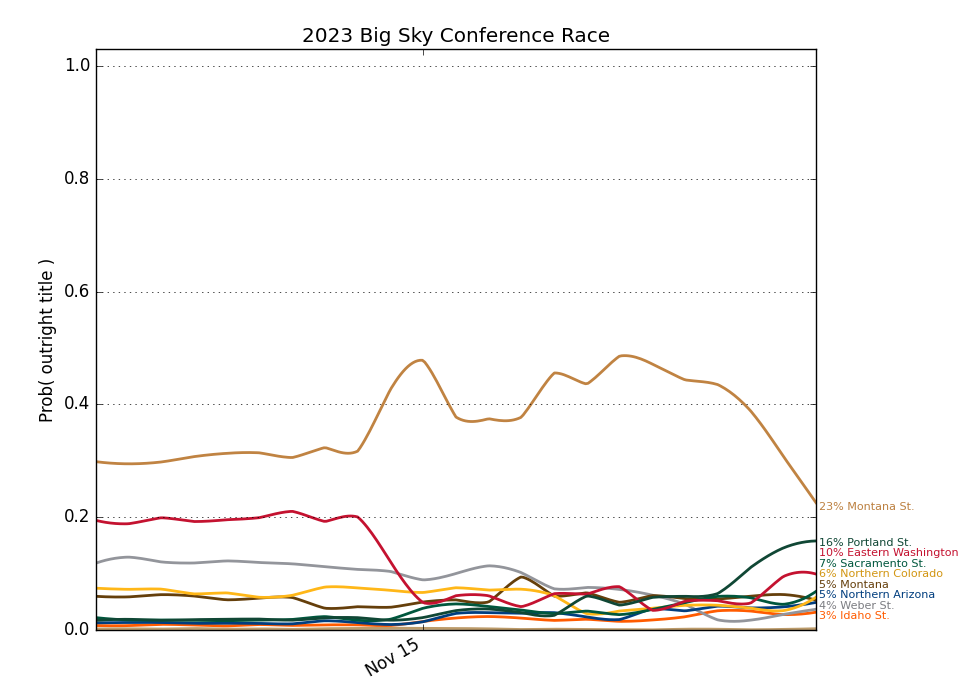 2023 Big Sky Conference Race
Prob( outright title )
1.0
0.8
0.6
0.4
0.2
0.0
Nov 15
23% Montana St.
16% Portland St.
10% Eastern Washington
7% Sacramento St.
6% Northern Colorado
5% Montana
5% Northern Arizona
4% Weber St.
3% Idaho St.